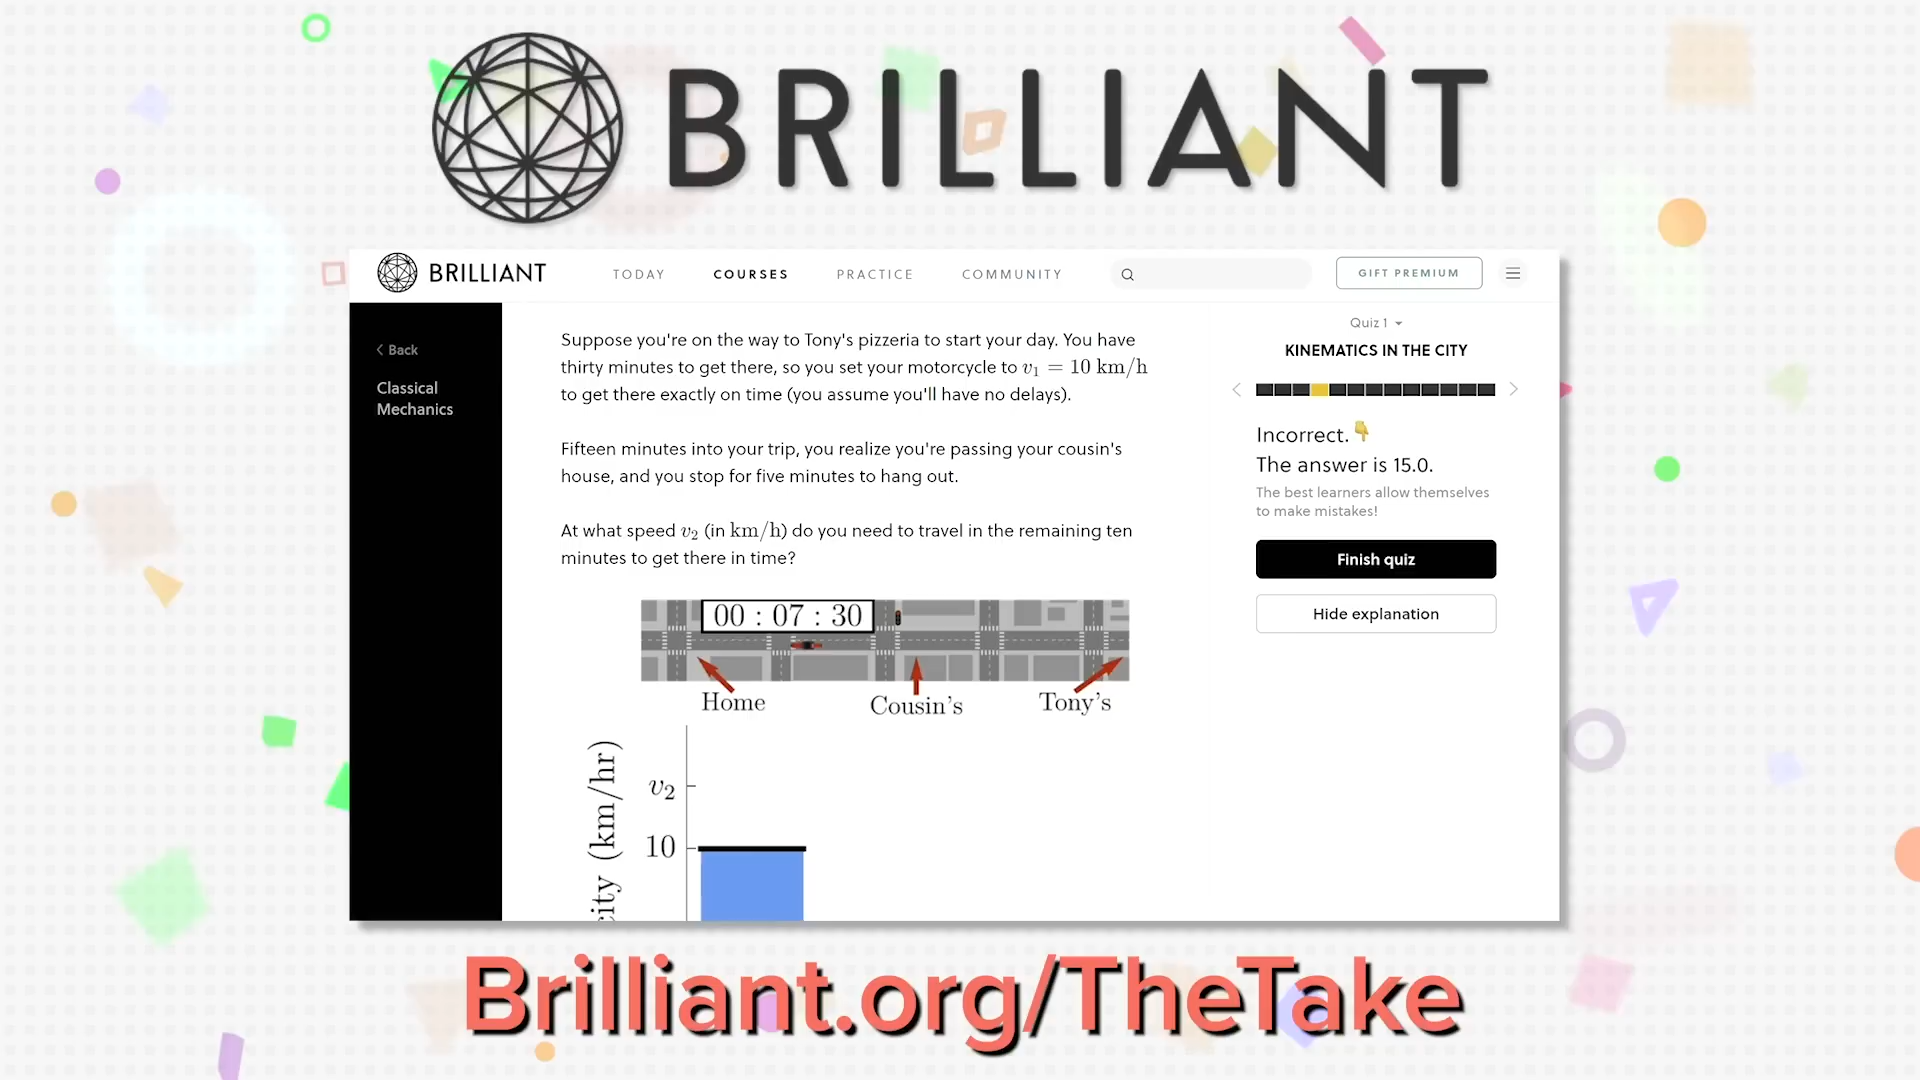 BRILLIANT
BRILLIANT
TODAY
COURSES
PRACTICE
COMMUNITY
GIFT PREMIUM
Back
Classical
Mechanics
Suppose you're on the way to Tony's pizzeria to start your day. You have
thirty minutes to get there, so you set your motorcycle to v₁ = 10 km/h
to get there exactly on time (you assume you'll have no delays).
Fifteen minutes into your trip, you realize you're passing your cousin's
house, and you stop for five minutes to hang out.
At what speed v₂ (in km/h) do you need to travel in the remaining ten
minutes to get there in time?
00 : 07 : 30
Home
Cousin's
Tony's
city (km/hr)
v₂
10
Quiz 1
KINEMATICS IN THE CITY
Incorrect.
The answer is 15.0.
The best learners allow themselves
to make mistakes!
Finish quiz
Hide explanation
Brilliant.org/TheTake